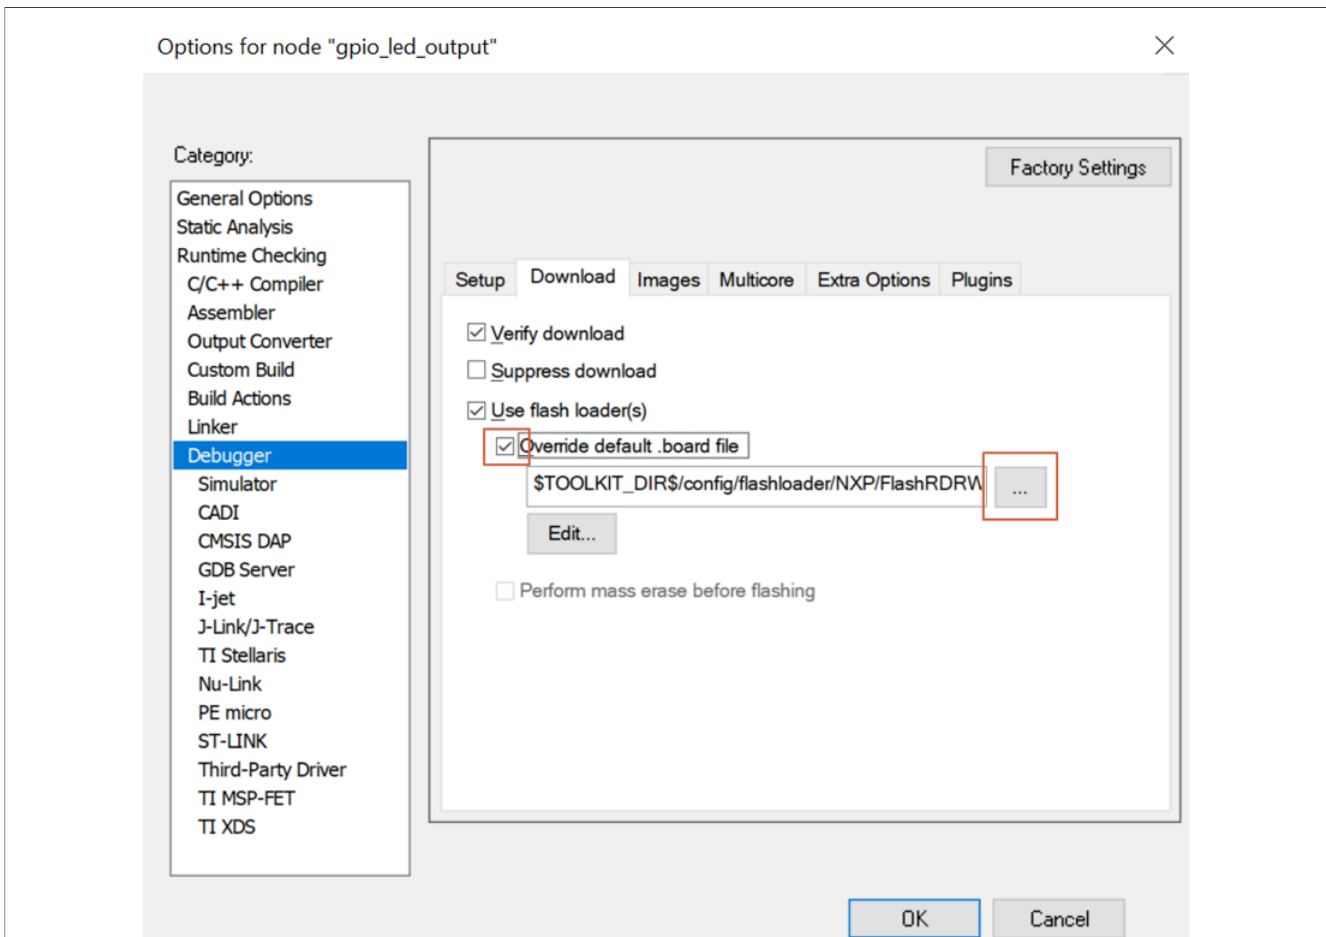 Options for node "gpio_led_output"
Category:
General Options
Static Analysis
Runtime Checking
C/C++ Compiler
Assembler
Output Converter
Custom Build
Build Actions
Linker
Debugger
Simulator
CADI
CMSIS DAP
GDB Server
I-jet
J-Link/J-Trace
TI Stellaris
Nu-Link
PE micro
ST-LINK
Third-Party Driver
TI MSP-FET
TI XDS
Factory Settings
Setup Download Images Multicore Extra Options Plugins
Verify download
Suppress download
Use flash loader(s)
Override default .board file
$TOOLKIT_DIR$/config/flashloader/NXP/FlashRDRW
...
Edit...
Perform mass erase before flashing
OK Cancel